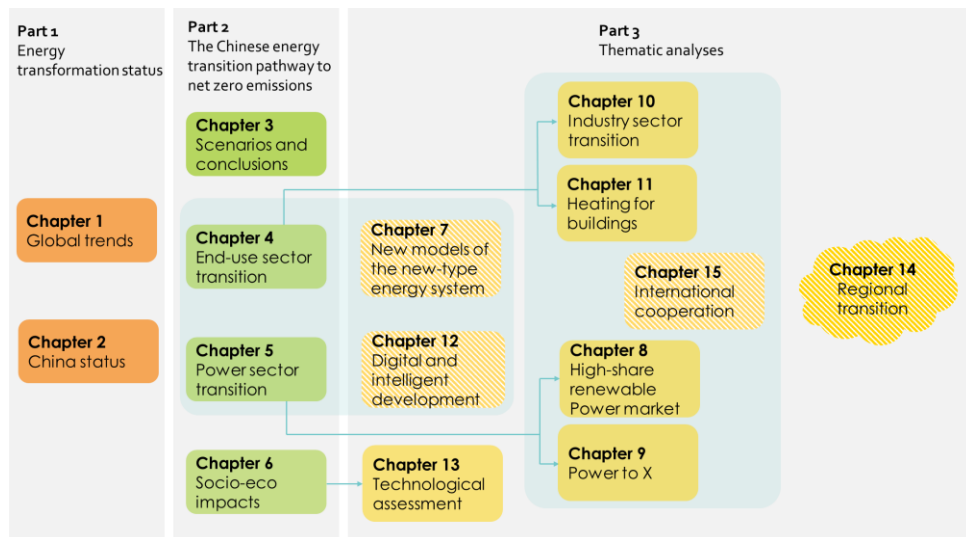 Part 1
Energy
transformation status
Part 2
The Chinese energy
transition pathway to
net zero emissions
Part 3
Thematic analyses
Chapter 1
Global trends
Chapter 2
China status
Chapter 3
Scenarios and
conclusions
Chapter 4
End-use sector
transition
Chapter 5
Power sector
transition
Chapter 6
Socio-eco
impacts
Chapter 7
New models of
the new-type
energy system
Chapter 12
Digital and
intelligent
development
Chapter 13
Technological
assessment
Chapter 10
Industry sector
transition
Chapter 11
Heating for
buildings
Chapter 15
International
cooperation
Chapter 8
High-share
renewable
Power market
Chapter 9
Power to X
Chapter 14
Regional
transition